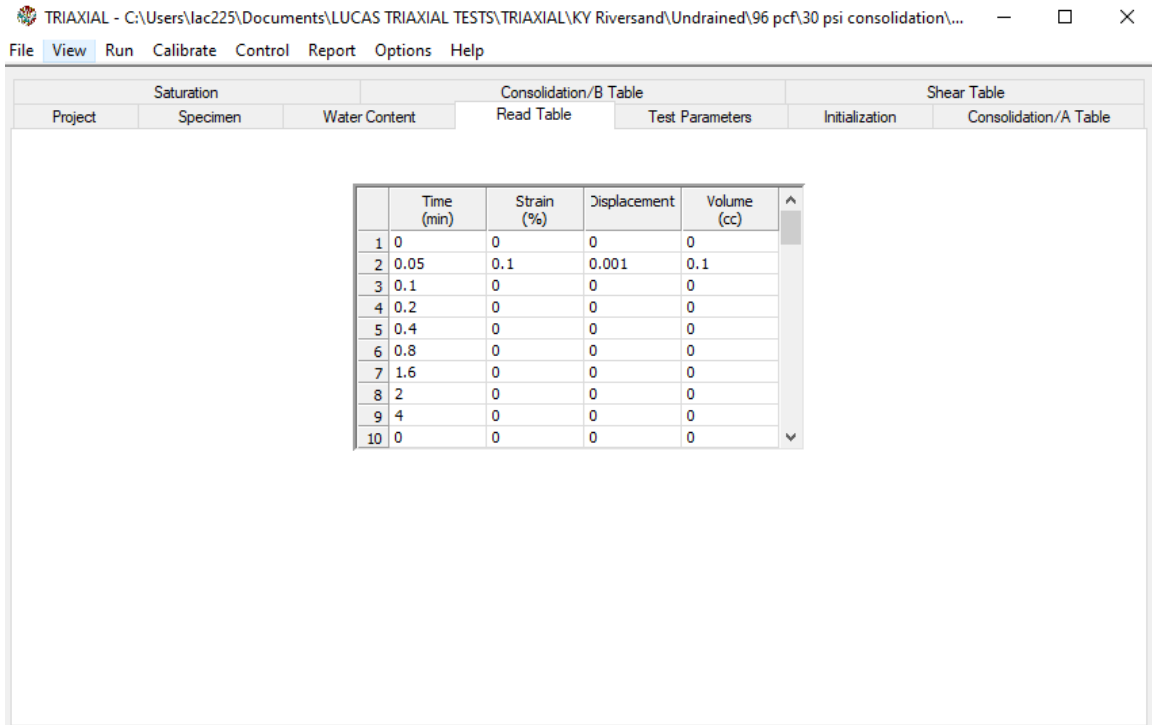 TRIAXIAL - C:\Users\lac225\Documents\LUCAS TRIAXIAL TESTS\TRIAXIAL\KY Riversand\Undrained\96 pcf\30 psi consolidation\...
File View Run Calibrate Control Report Options Help
Saturation Consolidation/B Table Shear Table
Project Specimen Water Content Read Table Test Parameters Initialization Consolidation/A Table
Time (min) Strain (%) Displacement Volume (cc)
1 0 0 0 0
2 0.05 0.1 0.001 0.1
3 0.1 0 0 0
4 0.2 0 0 0
5 0.4 0 0 0
6 0.8 0 0 0
7 1.6 0 0 0
8 2 0 0 0
9 4 0 0 0
10 0 0 0 0